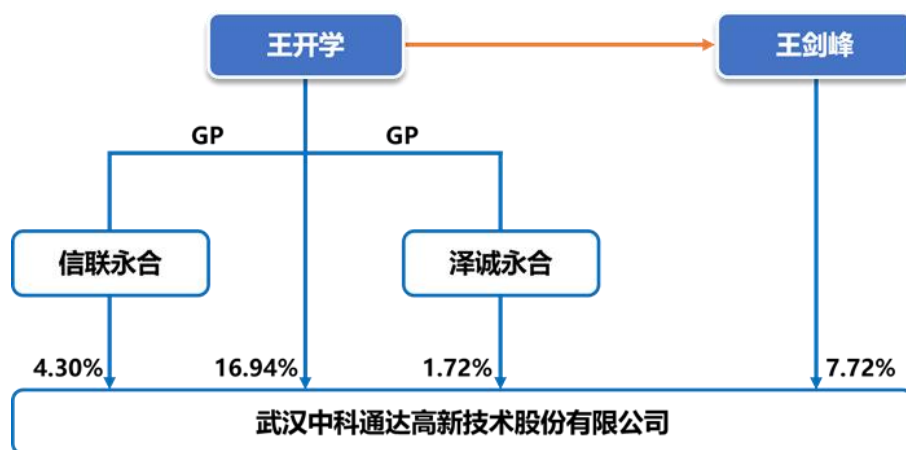 王开学
王剑峰
GP
GP
信联永合
泽诚永合
4.30%
16.94%
1.72%
7.72%
武汉中科通达高新技术股份有限公司